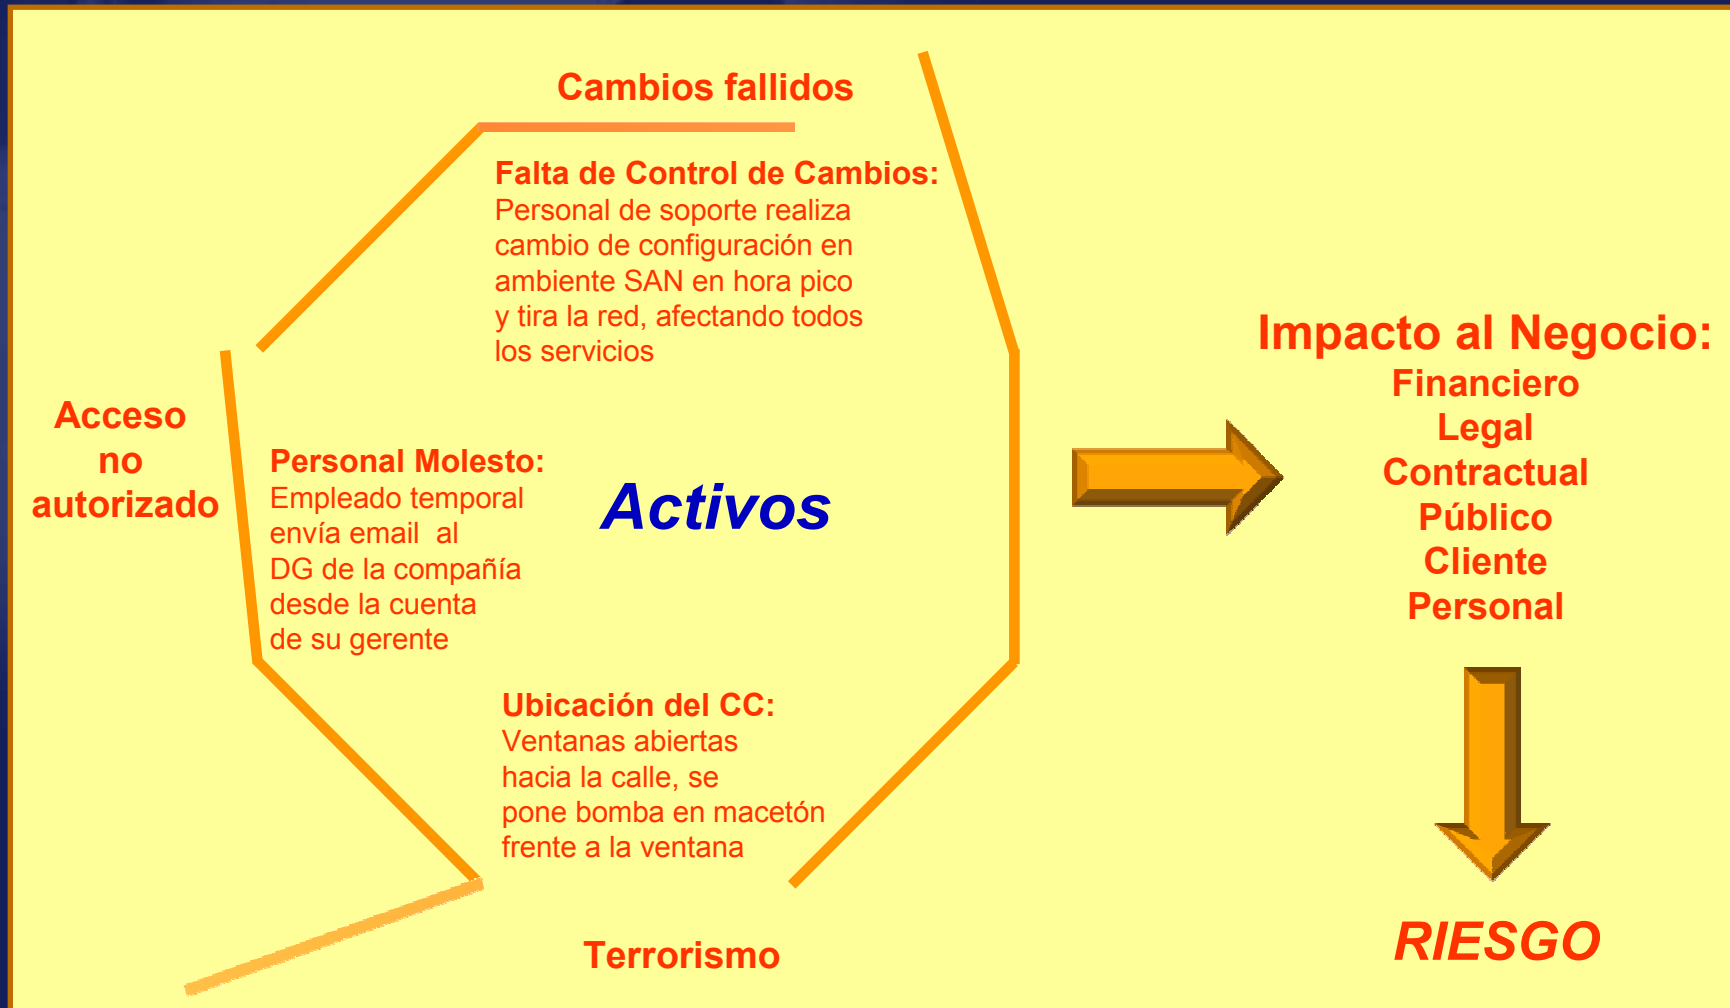 Cambios fallidos
Falta de Control de Cambios:
Personal de soporte realiza
cambio de configuración en
ambiente SAN en hora pico
y tira la red, afectando todos
los servicios
Acceso
no
autorizado
Personal Molesto:
Empleado temporal
envía email  al
DG de la compañía
desde la cuenta
de su gerente
Activos
Ubicación del CC:
Ventanas abiertas
hacia la calle, se
pone bomba en macetón
frente a la ventana
Terrorismo
Impacto al Negocio:
Financiero
Legal
Contractual
Público
Cliente
Personal
RIESGO